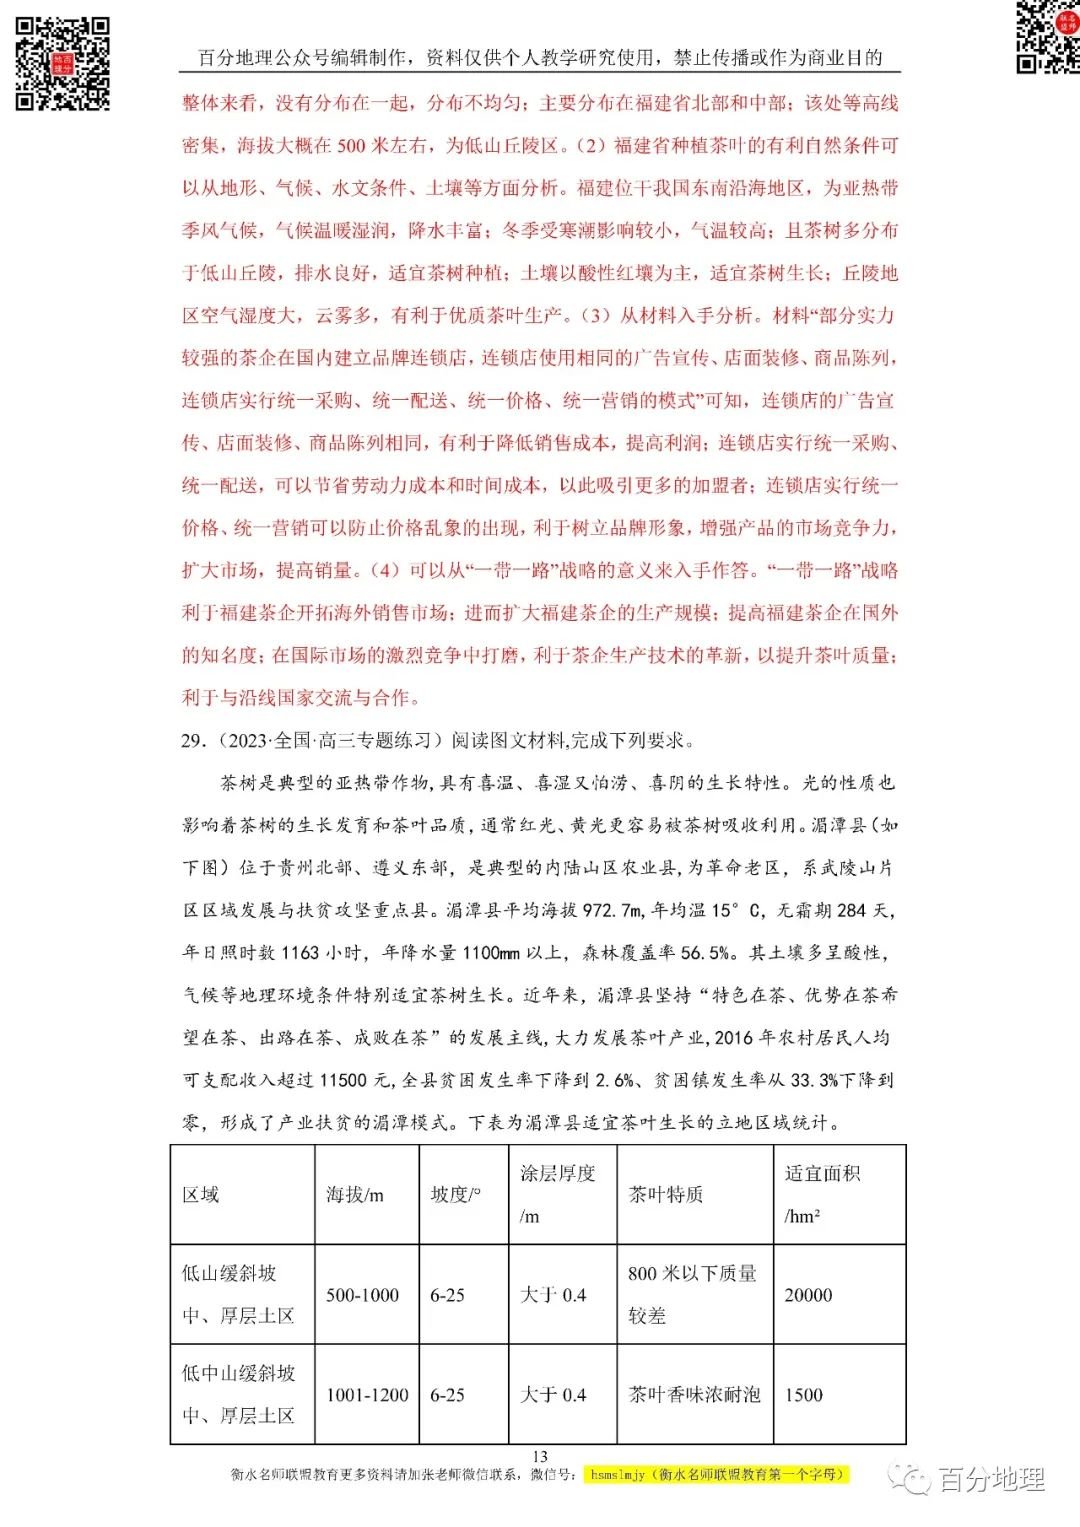 百分地理公众号编辑制作，资料仅供个人教学研究使用，禁止传播或作为商业目的
整体来看，没有分布在一起，分布不均匀；主要分布在福建省北部和中部；该处等高线
密集，海拔大概在 500 米左右，为低山丘陵区。（2）福建省种植茶叶的有利自然条件可
以从地形、气候、水文条件、土壤等方面分析。福建位干我国东南沿海地区，为亚热带
季风气候，气候温暖湿润，降水丰富；冬季受寒潮影响较小，气温较高；且茶树多分布
于低山丘陵，排水良好，适宜茶树种植；土壤以酸性红壤为主，适宜茶树生长；丘陵地
区空气湿度大，云雾多，有利于优质茶叶生产。（3）从材料入手分析。材料“部分实力
较强的茶企在国内建立品牌连锁店，连锁店使用相同的广告宣传、店面装修、商品陈列，
连锁店实行统一采购、统一配送、统一价格、统一营销的模式”可知，连锁店的广告宣
传、店面装修、商品陈列相同，有利于降低销售成本，提高利润；连锁店实行统一采购、
统一配送，可以节省劳动力成本和时间成本，以此吸引更多的加盟者；连锁店实行统一
价格、统一营销可以防止价格乱象的出现，利于树立品牌形象，增强产品的市场竞争力，
扩大市场，提高销量。（4）可以从“一带一路”战略的意义来入手作答。“一带一路”战略
利于福建茶企开拓海外销售市场；进而扩大福建茶企的生产规模；提高福建茶企在国外
的知名度；在国际市场的激烈竞争中打磨，利于茶企生产技术的革新，以提升茶叶质量；
利于与沿线国家交流与合作。
29．（2023·全国·高三专题练习）阅读图文材料,完成下列要求。
茶树是典型的亚热带作物,具有喜温、喜湿又怕涝、喜阴的生长特性。光的性质也
影响着茶树的生长发育和茶叶品质，通常红光、黄光更容易被茶树吸收利用。湄潭县（如
下图）位于贵州北部、遵义东部，是典型的内陆山区农业县,为革命老区，系武陵山片
区区域发展与扶贫攻坚重点县。湄潭县平均海拔 972.7m,年均温 15°C，无霜期 284 天，
年日照时数 1163 小时，年降水量 1100mm 以上，森林覆盖率 56.5%。其土壤多呈酸性，
气候等地理环境条件特别适宜茶树生长。近年来，湄潭县坚持“特色在茶、优势在茶希
望在茶、出路在茶、成败在茶”的发展主线,大力发展茶叶产业,2016 年农村居民人均
可支配收入超过 11500 元,全县贫困发生率下降到 2.6%、贫困镇发生率从 33.3%下降到
零，形成了产业扶贫的湄潭模式。下表为湄潭县适宜茶叶生长的立地区域统计。
区域 海拔/m 坡度/° 涂层厚度/m 茶叶特质 适宜面积/hm²
低山缓斜坡中、厚层土区 500-1000 6-25 大于 0.4 800 米以下质量较差 20000
低中山缓斜坡中、厚层土区 1001-1200 6-25 大于 0.4 茶叶香味浓耐泡 1500
13
衡水名师联盟教育更多资料请加张老师微信联系，微信号： hsmslmjy（衡水名师联盟教育第一个字母）
百分地理